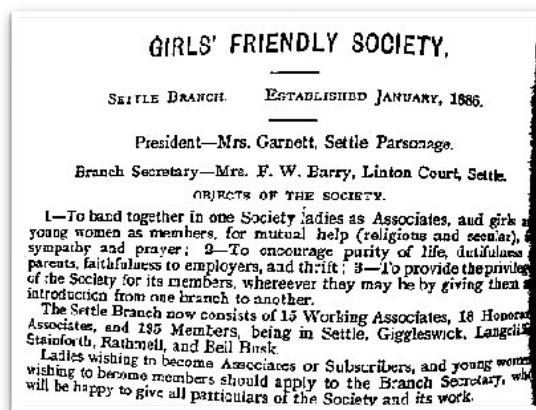 GIRLS' FRIENDLY SOCIETY.
SETTLE BRANCH. ESTABLISHED JANUARY, 1886.
President—Mrs. Garnett, Settle Parsonage.
Branch Secretary—Mrs. F. W. Barry, Linton Court, Settle.
OBJECTS OF THE SOCIETY.
1—To band together in one Society ladies as Associates, and girls
young women as members, for mutual help (religious and secular),
sympathy and prayer; 2—To encourage purity of life, dutifulness
parents, faithfulness to employers, and thrift; 3—To provide the
of the Society for its members, whereever they may be by giving them
introduction from one branch to another.
The Settle Branch now consists of 15 Working Associates, 18
Associates, and 195 Members, being in Settle, Giggleswick,
Stainforth, Rathmell, and Bell Busk.
Ladies wishing to become Associates or Subscribers, and young
wishing to become members should apply to the Branch Secretary,
will be happy to give all particulars of the Society and its work.